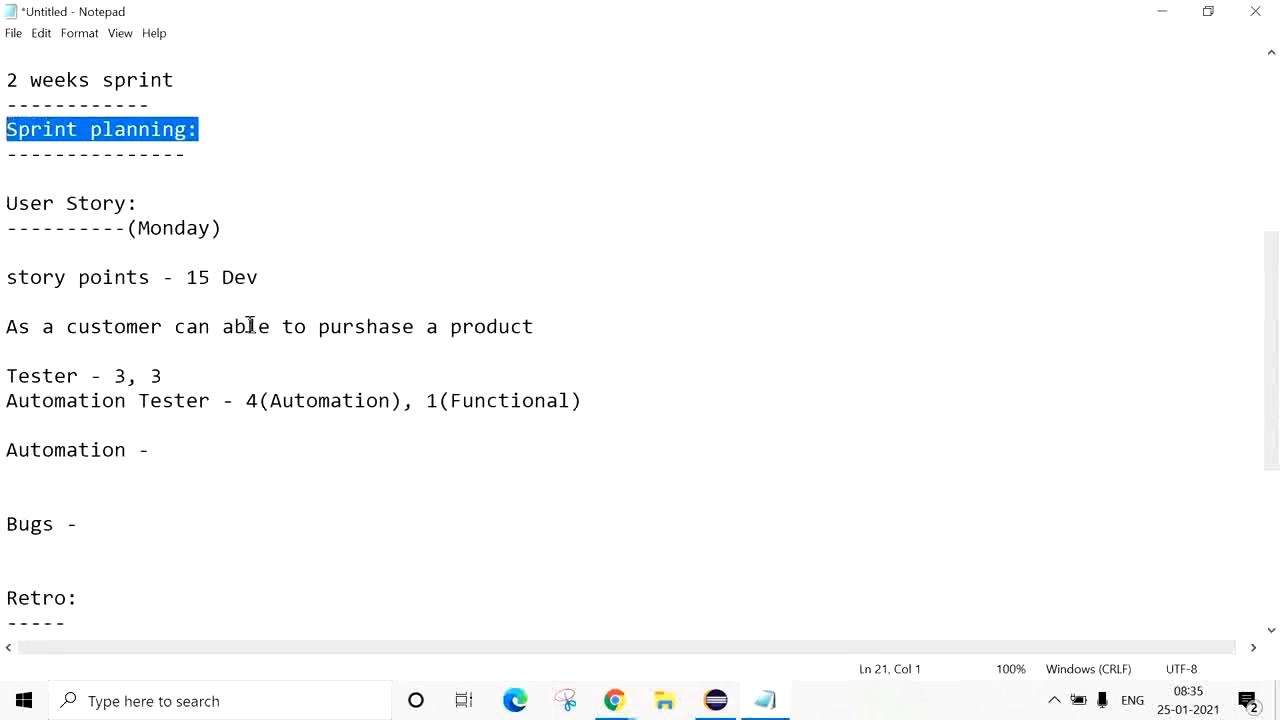 *Untitled - Notepad
File Edit Format View Help
2 weeks sprint
------------
Sprint planning:
---------------
User Story:
----------(Monday)
story points - 15 Dev
As a customer can able to purshase a product
Tester - 3, 3
Automation Tester - 4(Automation), 1(Functional)
Automation -
Bugs -
Retro:
-----
Ln 21, Col 1 100% Windows (CRLF) UTF-8
Type here to search
ENG
08:35
25-01-2021
2